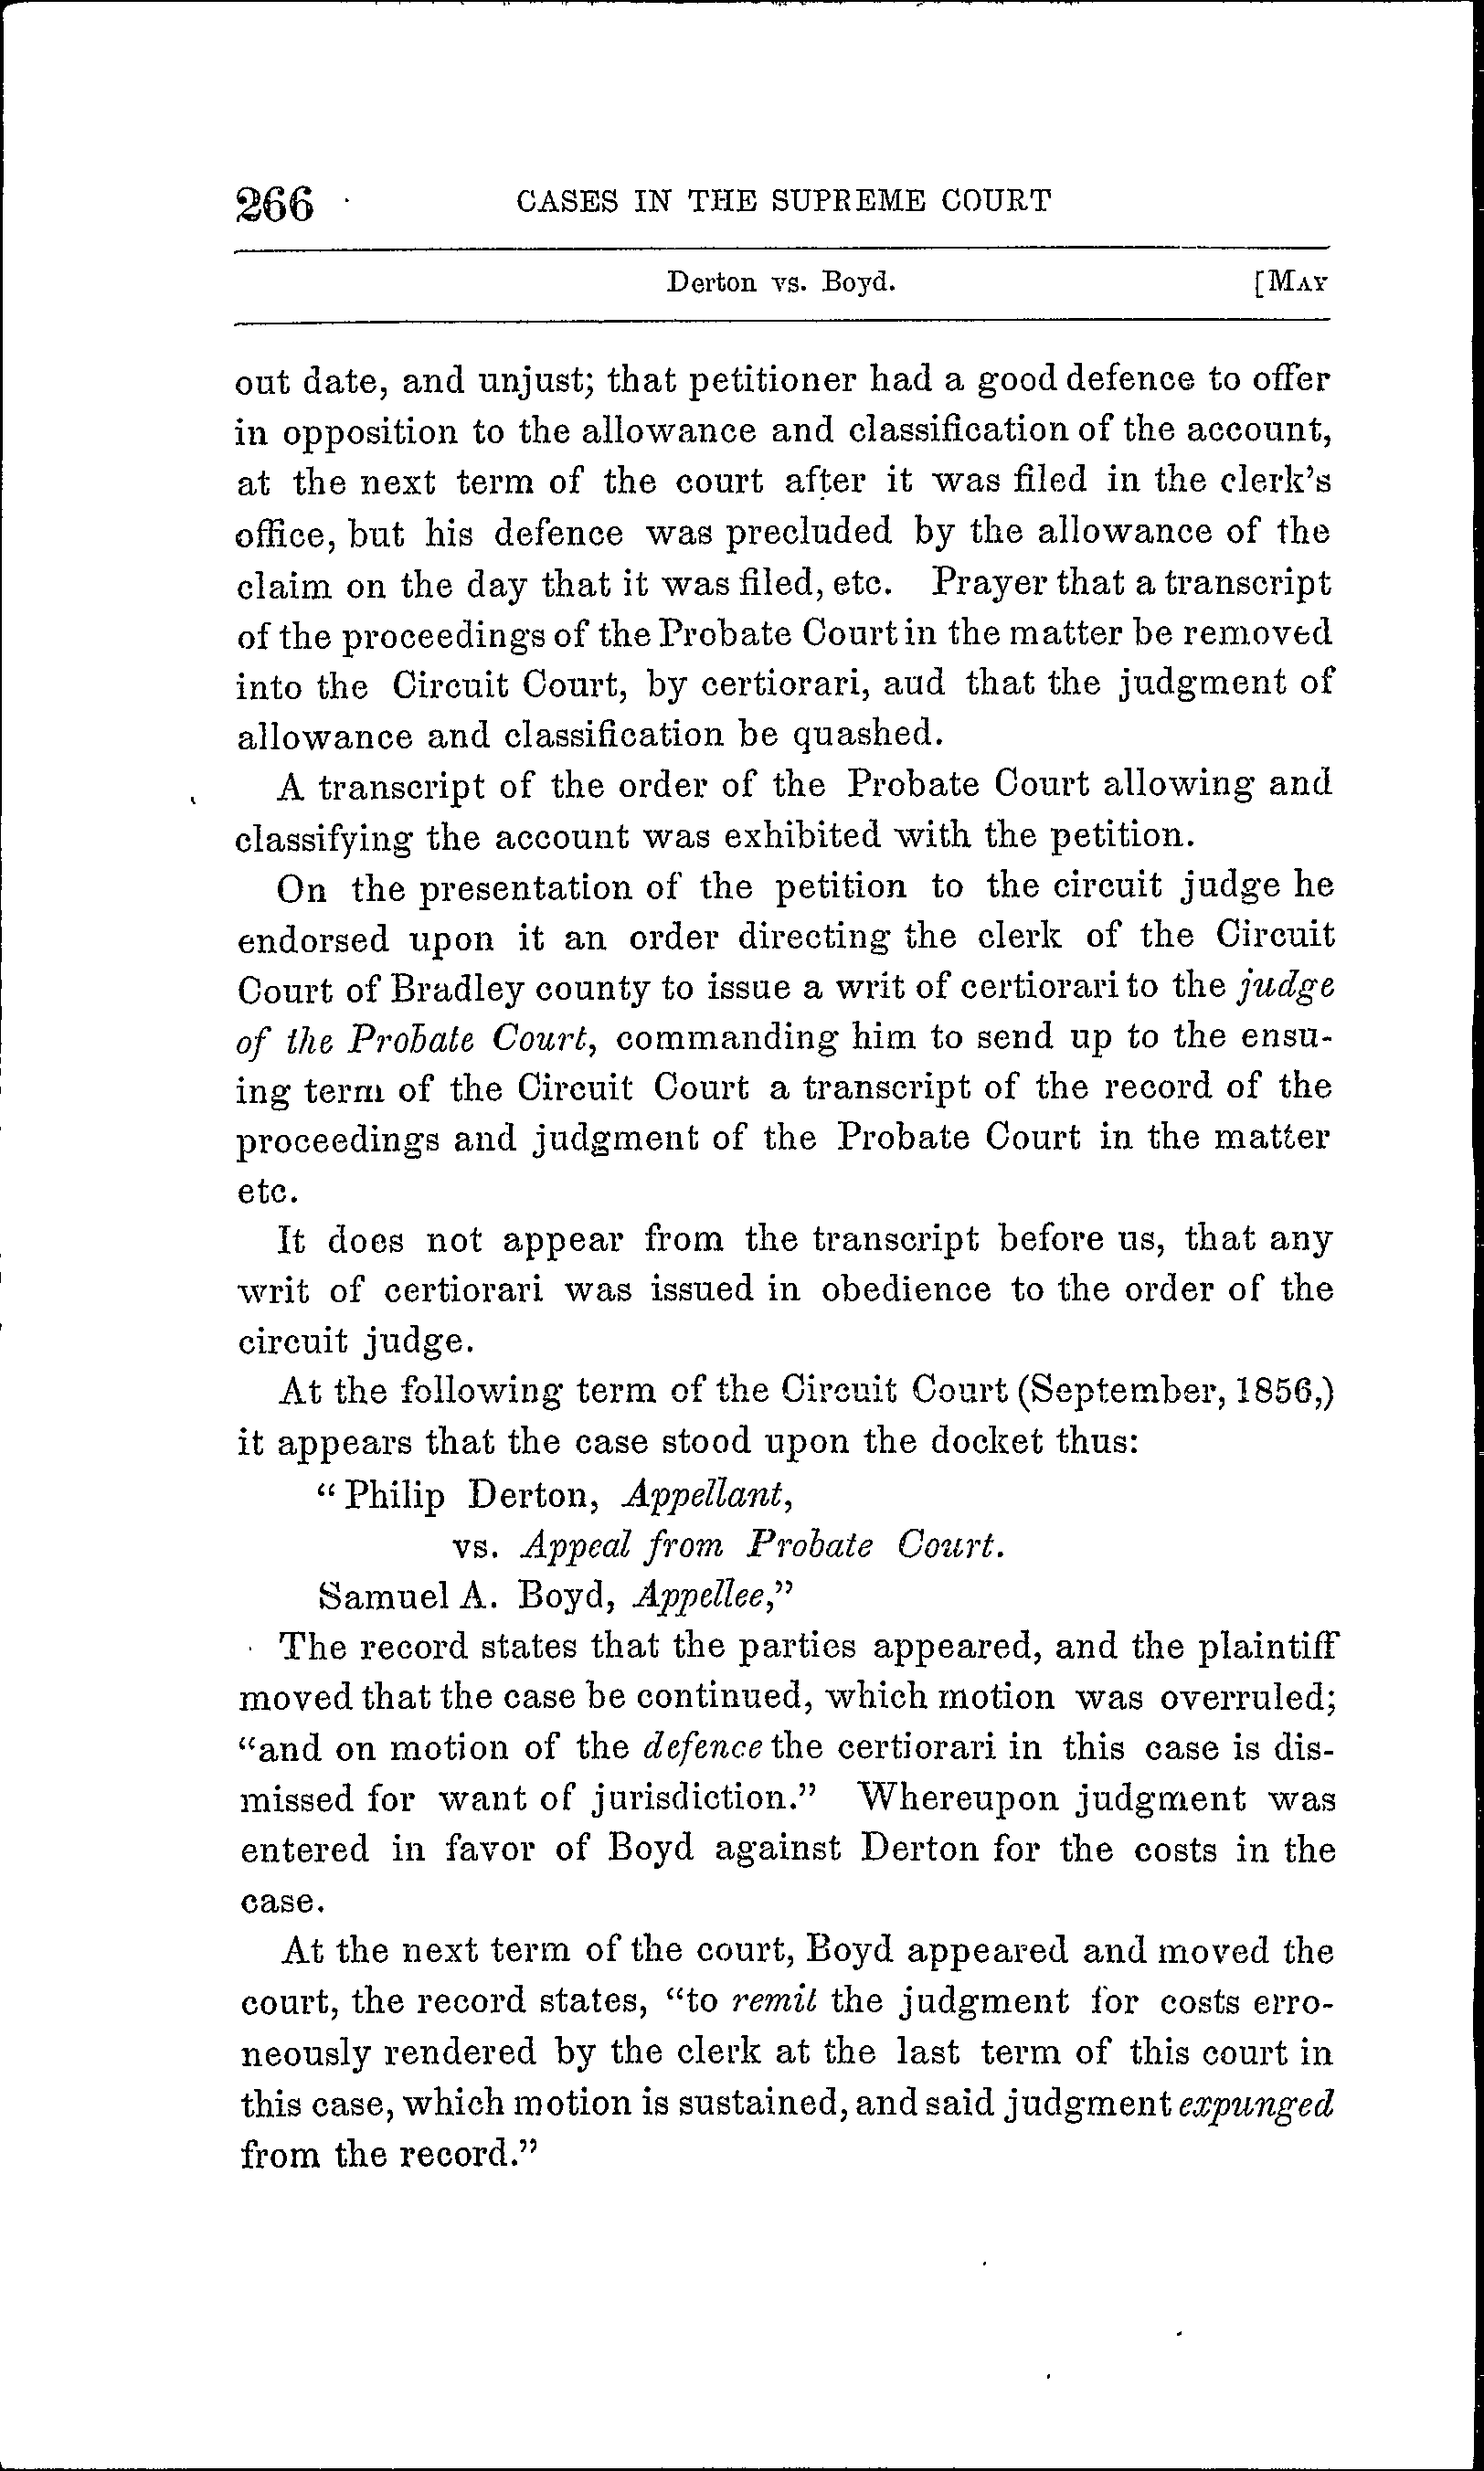 266 CASES IN THE SUPREME COURT
Derton vs. Boyd. [MAY
out date, and unjust; that petitioner had a good defence to offer
in opposition to the allowance and classification of the account,
at the next term of the court after it was filed in the clerk's
office, but his defence was precluded by the allowance of the
claim on the day that it was filed, etc. Prayer that a transcript
of the proceedings of the Probate Court in the matter be removed
into the Circuit Court, by certiorari, aud that the judgment of
allowance and classification be quashed.
A transcript of the order of the Probate Court allowing and
classifying the account was exhibited with the petition.
On the presentation of the petition to the circuit judge he
endorsed upon it an order directing the clerk of the Circuit
Court of Bradley county to issue a writ of certiorari to the judge
of the Probate Court, commanding him to send up to the ensu-
ing term of the Circuit Court a transcript of the record of the
proceedings and judgment of the Probate Court in the matter
etc.
It does not appear from the transcript before us, that any
writ of certiorari was issued in obedience to the order of the
circuit judge.
At the following term of the Circuit Court (September, 1856,)
it appears that the case stood upon the docket thus:
"Philip Derton, Appellant,
vs. Appeal from Probate Court.
Samuel A. Boyd, Appellee,"
The record states that the parties appeared, and the plaintiff
moved that the case be continued, which motion was overruled;
"and on motion of the defence the certiorari in this case is dis-
missed for want of jurisdiction." Whereupon judgment was
entered in favor of Boyd against Derton for the costs in the
case.
At the next term of the court, Boyd appeared and moved the
court, the record states, "to remit the judgment for costs erro-
neously rendered by the clerk at the last term of this court in
this case, which motion is sustained, and said judgment expunged
from the record."